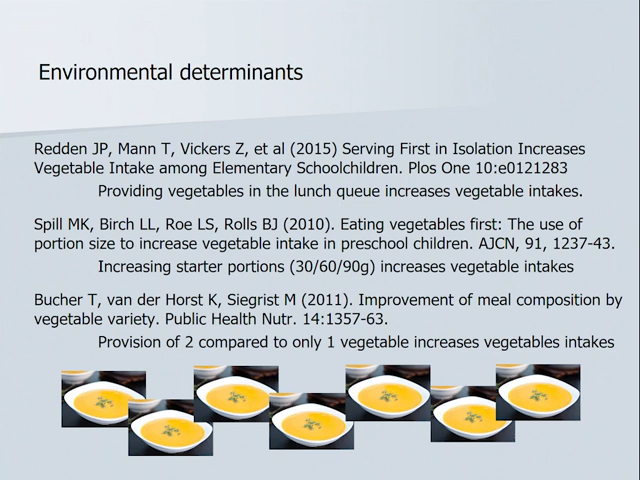 Environmental determinants
Redden JP, Mann T, Vickers Z, et al (2015) Serving First in Isolation Increases
Vegetable Intake among Elementary Schoolchildren. Plos One 10:e0121283
Providing vegetables in the lunch queue increases vegetable intakes.
Spill MK, Birch LL, Roe LS, Rolls BJ (2010). Eating vegetables first: The use of
portion size to increase vegetable intake in preschool children. AJCN, 91, 1237-43.
Increasing starter portions (30/60/90g) increases vegetable intakes
Bucher T, van der Horst K, Siegrist M (2011). Improvement of meal composition by
vegetable variety. Public Health Nutr. 14:1357-63.
Provision of 2 compared to only 1 vegetable increases vegetables intakes